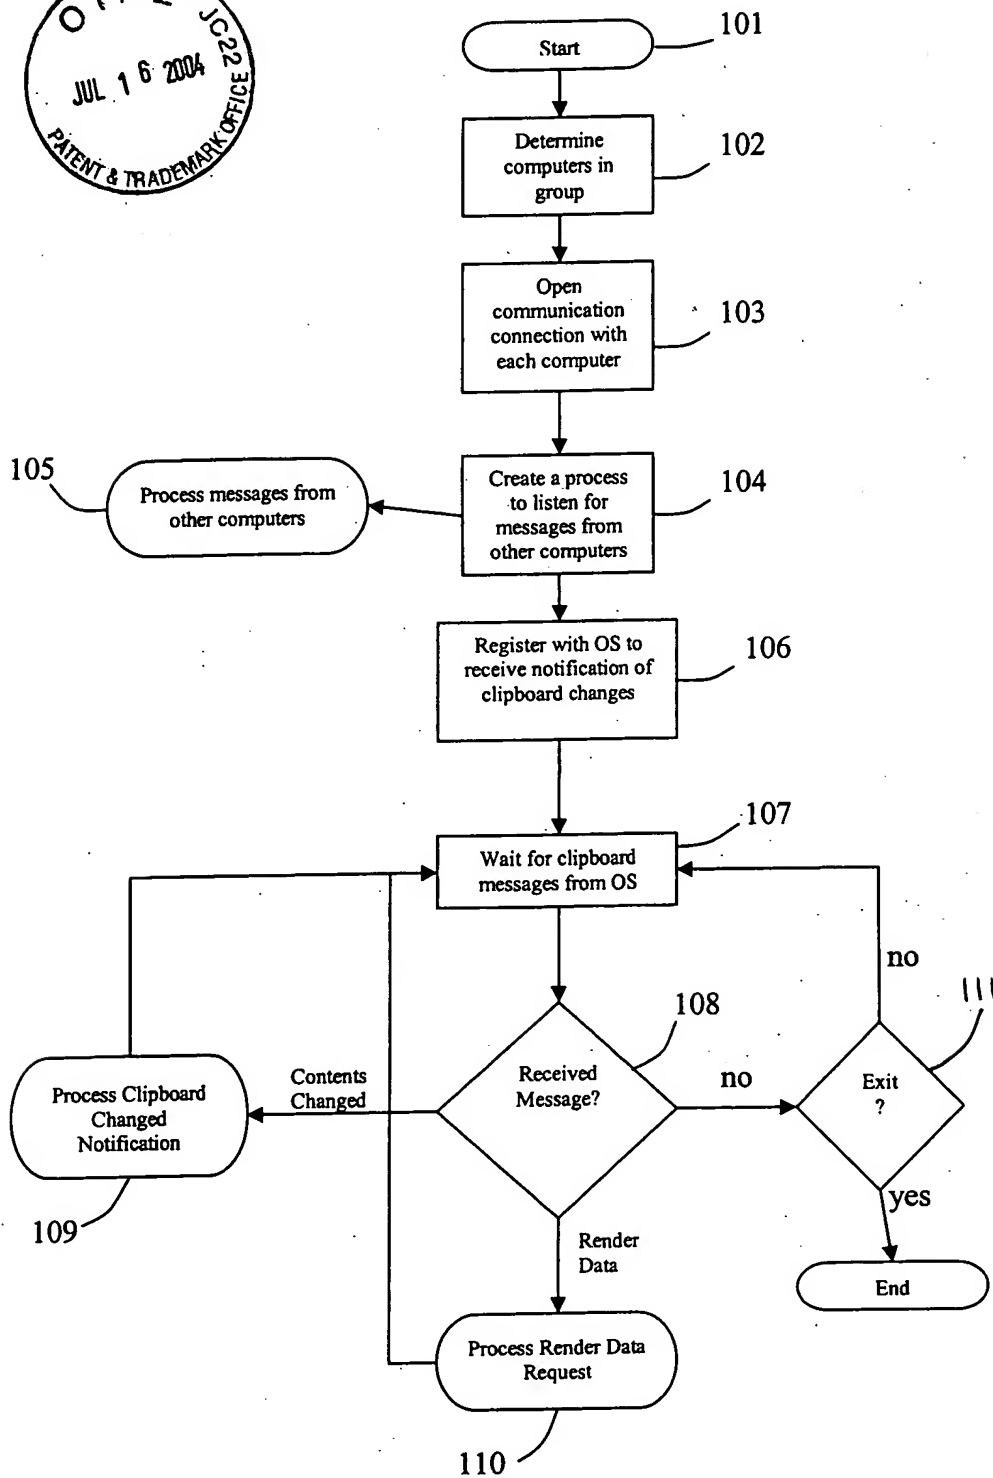 JC22
JUL 16 2004
PATENT & TRADEMARK OFFICE
Start
101
Determine
computers in
group
102
Open
communication
connection with
each computer
103
Create a process
to listen for
messages from
other computers
104
105
Process messages from
other computers
Register with OS to
receive notification of
clipboard changes
106
107
Wait for clipboard
messages from OS
no
111
108
Received
Message?
no
Exit
?
yes
End
Contents
Changed
Process Clipboard
Changed
Notification
109
Render
Data
Process Render Data
Request
110